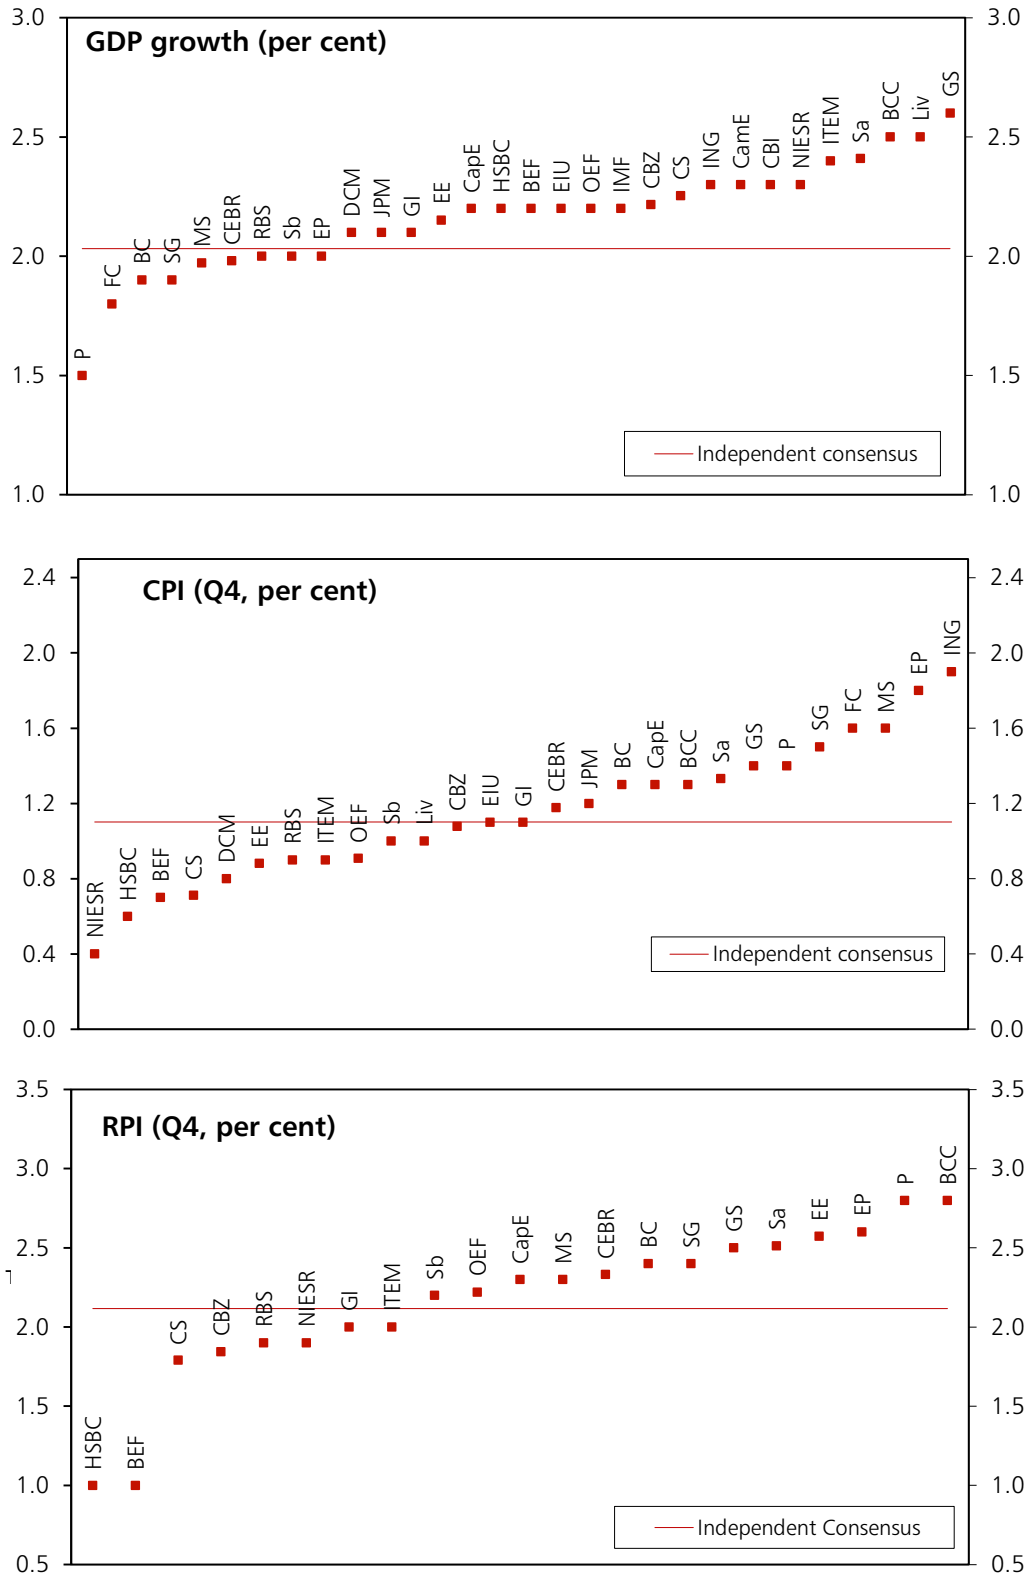 GDP growth (per cent)
3.0 3.0
2.5 2.5
2.0 2.0
1.5 1.5
1.0 1.0
P FC BC SG MS CEBR RBS Sb EP DCM JPM GI EE CapE HSBC BEF EIU OEF IMF CBZ CS ING CamE CBI NIESR ITEM Sa BCC Liv GS
Independent consensus
CPI (Q4, per cent)
2.4 2.4
2.0 2.0
1.6 1.6
1.2 1.2
0.8 0.8
0.4 0.4
0.0 0.0
NIESR HSBC BEF CS DCM EE RBS ITEM OEF Sb Liv CBZ EIU GI CEBR JPM BC CapE BCC Sa GS P SG FC MS EP ING
Independent consensus
RPI (Q4, per cent)
3.5 3.5
3.0 3.0
2.5 2.5
2.0 2.0
1.5 1.5
1.0 1.0
0.5 0.5
HSBC BEF CS CBZ RBS NIESR GI ITEM Sb OEF CapE MS CEBR BC SG GS Sa EE EP P BCC
Independent Consensus